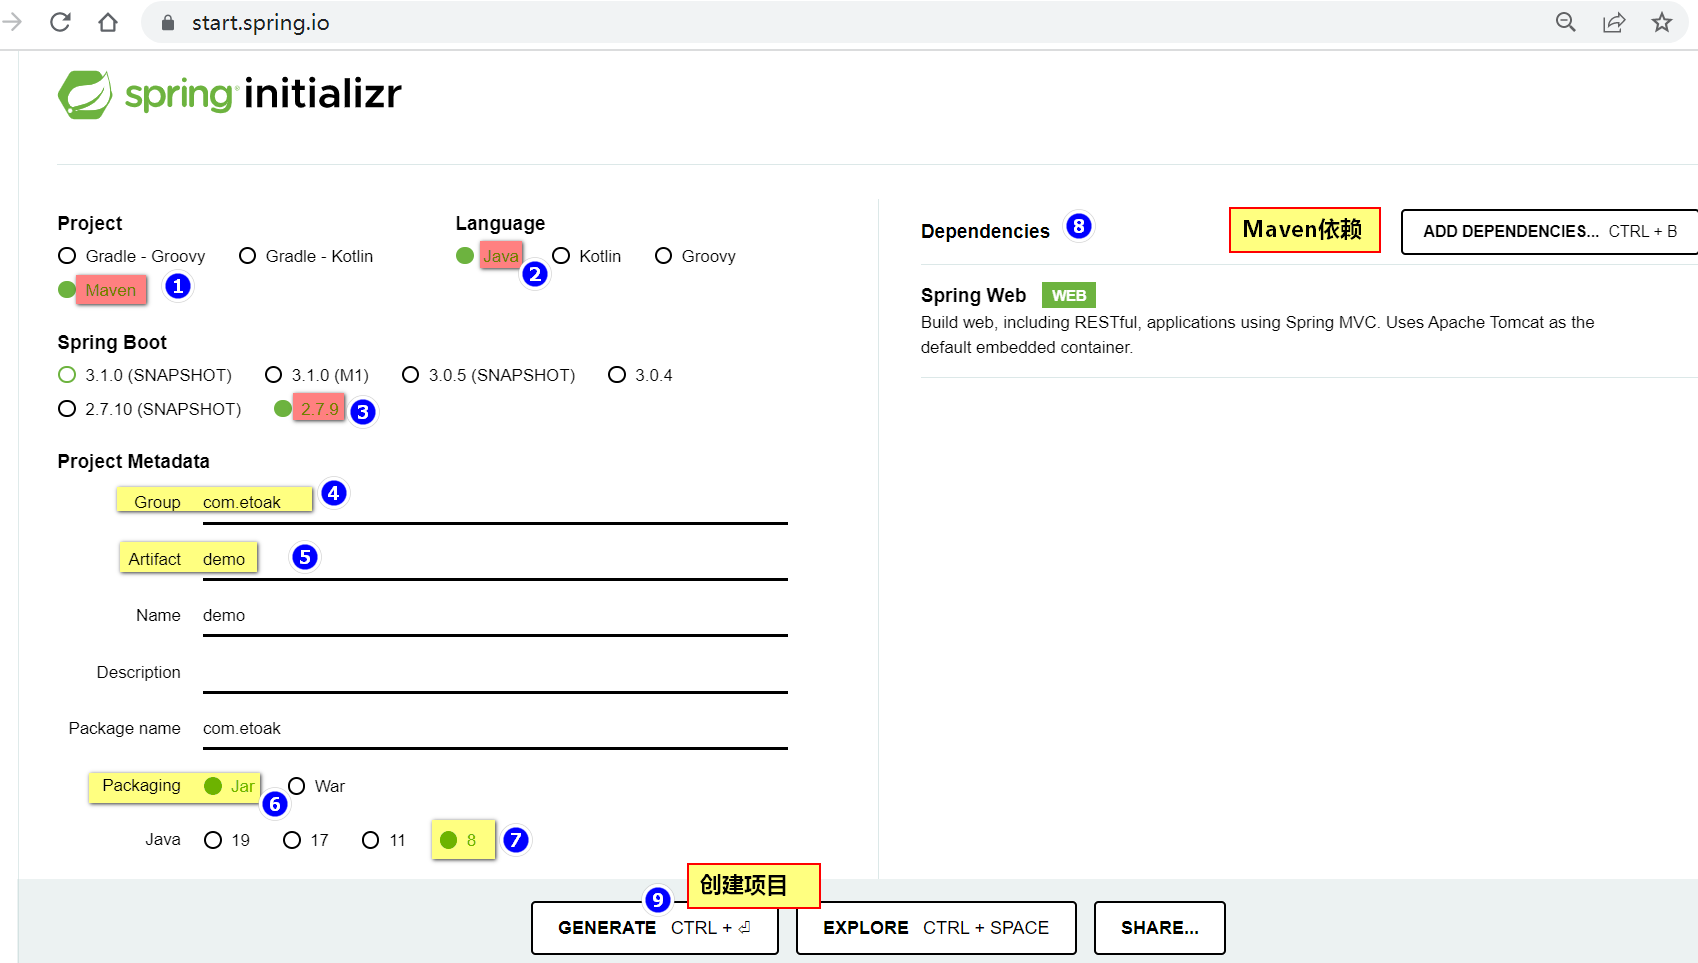 start.spring.io
spring initializr
Project
Gradle - Groovy Gradle - Kotlin
Maven 1
Language
Java 2 Kotlin Groovy
Spring Boot
3.1.0 (SNAPSHOT) 3.1.0 (M1) 3.0.5 (SNAPSHOT) 3.0.4
2.7.10 (SNAPSHOT) 2.7.9 3
Project Metadata
Group com.etoak 4
Artifact demo 5
Name demo
Description
Package name com.etoak
Packaging Jar 6 War
Java 19 17 11 8 7
Dependencies 8 Maven依赖 ADD DEPENDENCIES... CTRL + B
Spring Web WEB
Build web, including RESTful, applications using Spring MVC. Uses Apache Tomcat as the
default embedded container.
9 创建项目
GENERATE CTRL + ⏎ EXPLORE CTRL + SPACE SHARE...